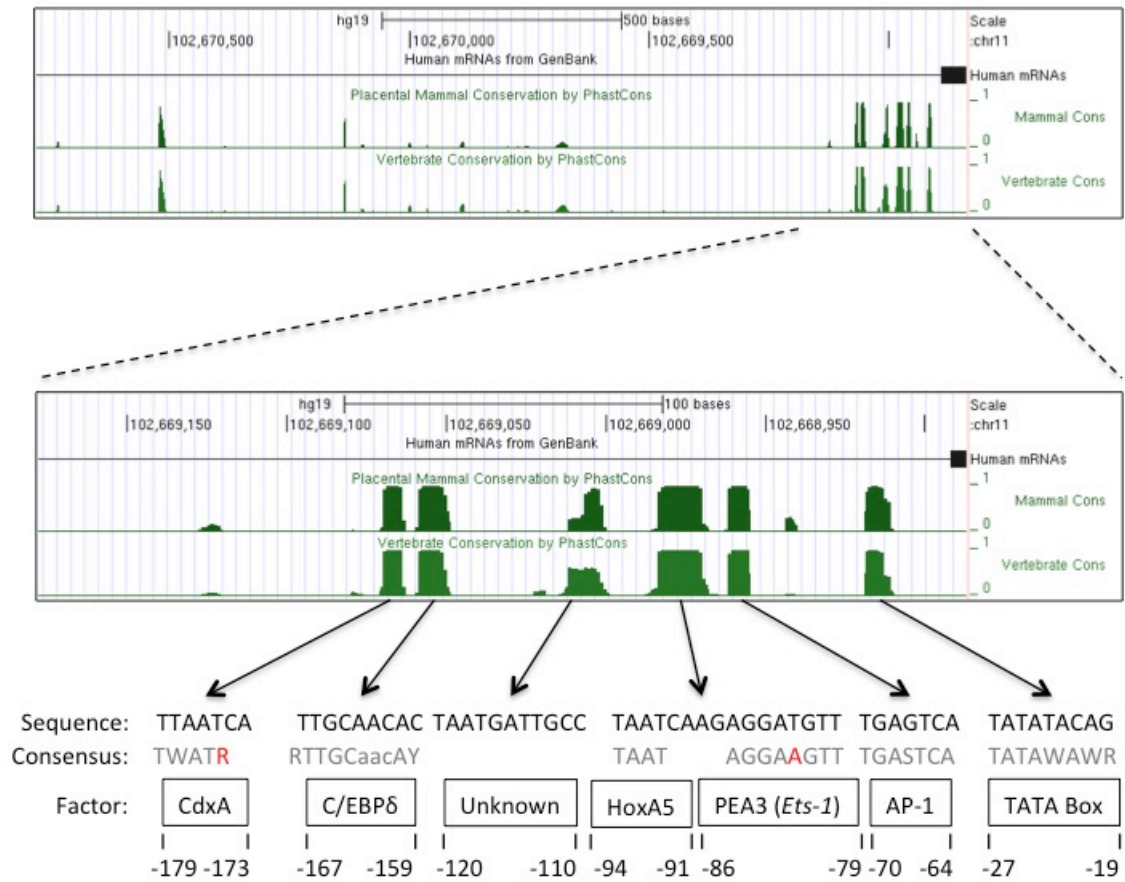 hg19 500 bases Scale
102,670,500 102,670,000 102,669,500 :chr11
Human mRNAs from GenBank
Human mRNAs
Placental Mammal Conservation by PhastCons
1
Mammal Cons
0
Vertebrate Conservation by PhastCons
1
Vertebrate Cons
0
hg19 100 bases Scale
102,669,150 102,669,100 102,669,050 102,669,000 102,668,950 :chr11
Human mRNAs from GenBank
Human mRNAs
Placental Mammal Conservation by PhastCons
1
Mammal Cons
0
Vertebrate Conservation by PhastCons
1
Vertebrate Cons
0
Sequence: TTAATCA TTGCAACAC TAATGATTGCC TAATCAAGAGGATGTT TGAGTCA TATATACAG
Consensus: TWATR RTTGCaacAY TAAT AGGAAGTT TGASTCA TATAWAWR
Factor: CdxA C/EBPδ Unknown HoxA5 PEA3 (Ets-1) AP-1 TATA Box
-179 -173 -167 -159 -120 -110 -94 -91 -86 -79 -70 -64 -27 -19